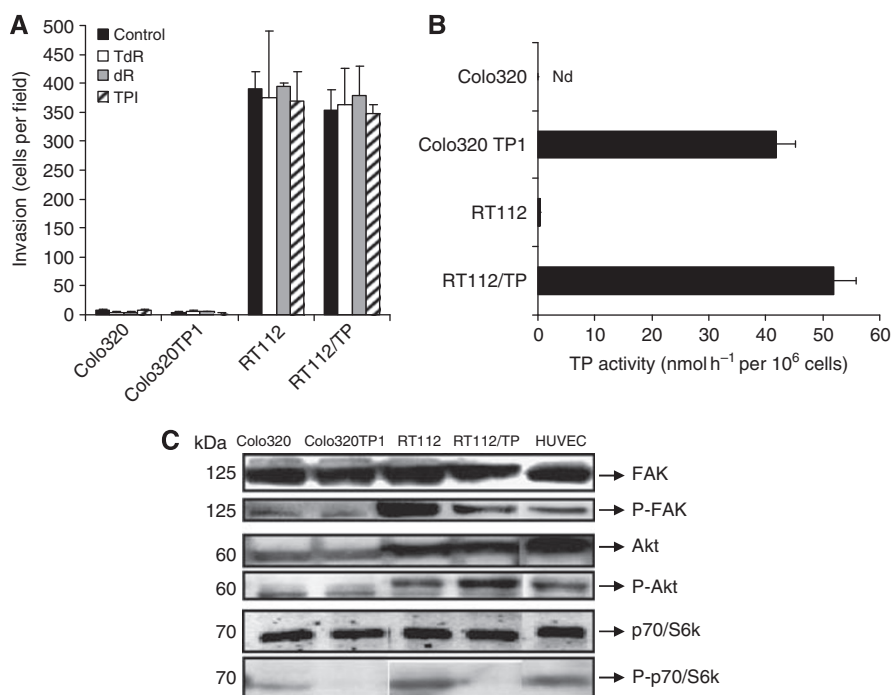 A
500
450
400
350
300
250
200
150
100
50
0
Invasion (cells per field)
Control
TdR
dR
TPI
Colo320
Colo320TP1
RT112
RT112/TP
B
Colo320
Nd
Colo320 TP1
RT112
RT112/TP
0 10 20 30 40 50 60
TP activity (nmol h⁻¹ per 10⁶ cells)
C
kDa Colo320 Colo320TP1 RT112 RT112/TP HUVEC
125 FAK
125 P-FAK
60 Akt
60 P-Akt
70 p70/S6k
70 P-p70/S6k